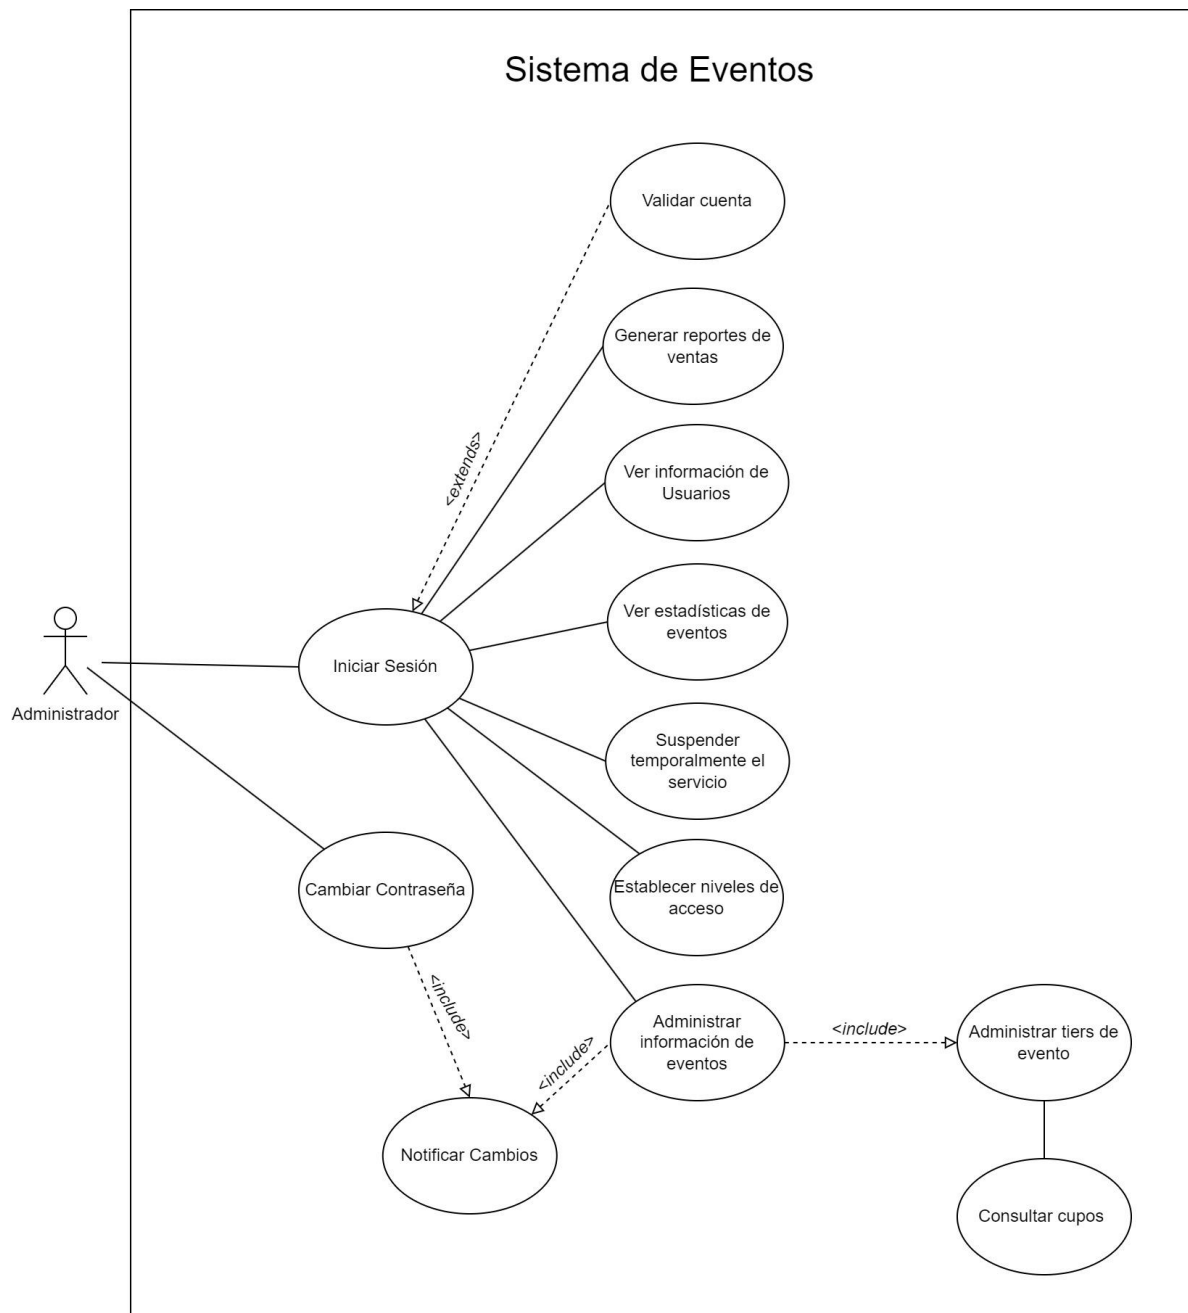 Sistema de Eventos
Validar cuenta
Generar reportes de
ventas
<extends>
Ver información de
Usuarios
Ver estadísticas de
eventos
Iniciar Sesión
Administrador
Suspender
temporalmente el
servicio
Cambiar Contraseña
Establecer niveles de
acceso
<include>
Administrar
información de
eventos
<include>
<include>
Administrar tiers de
evento
Notificar Cambios
Consultar cupos